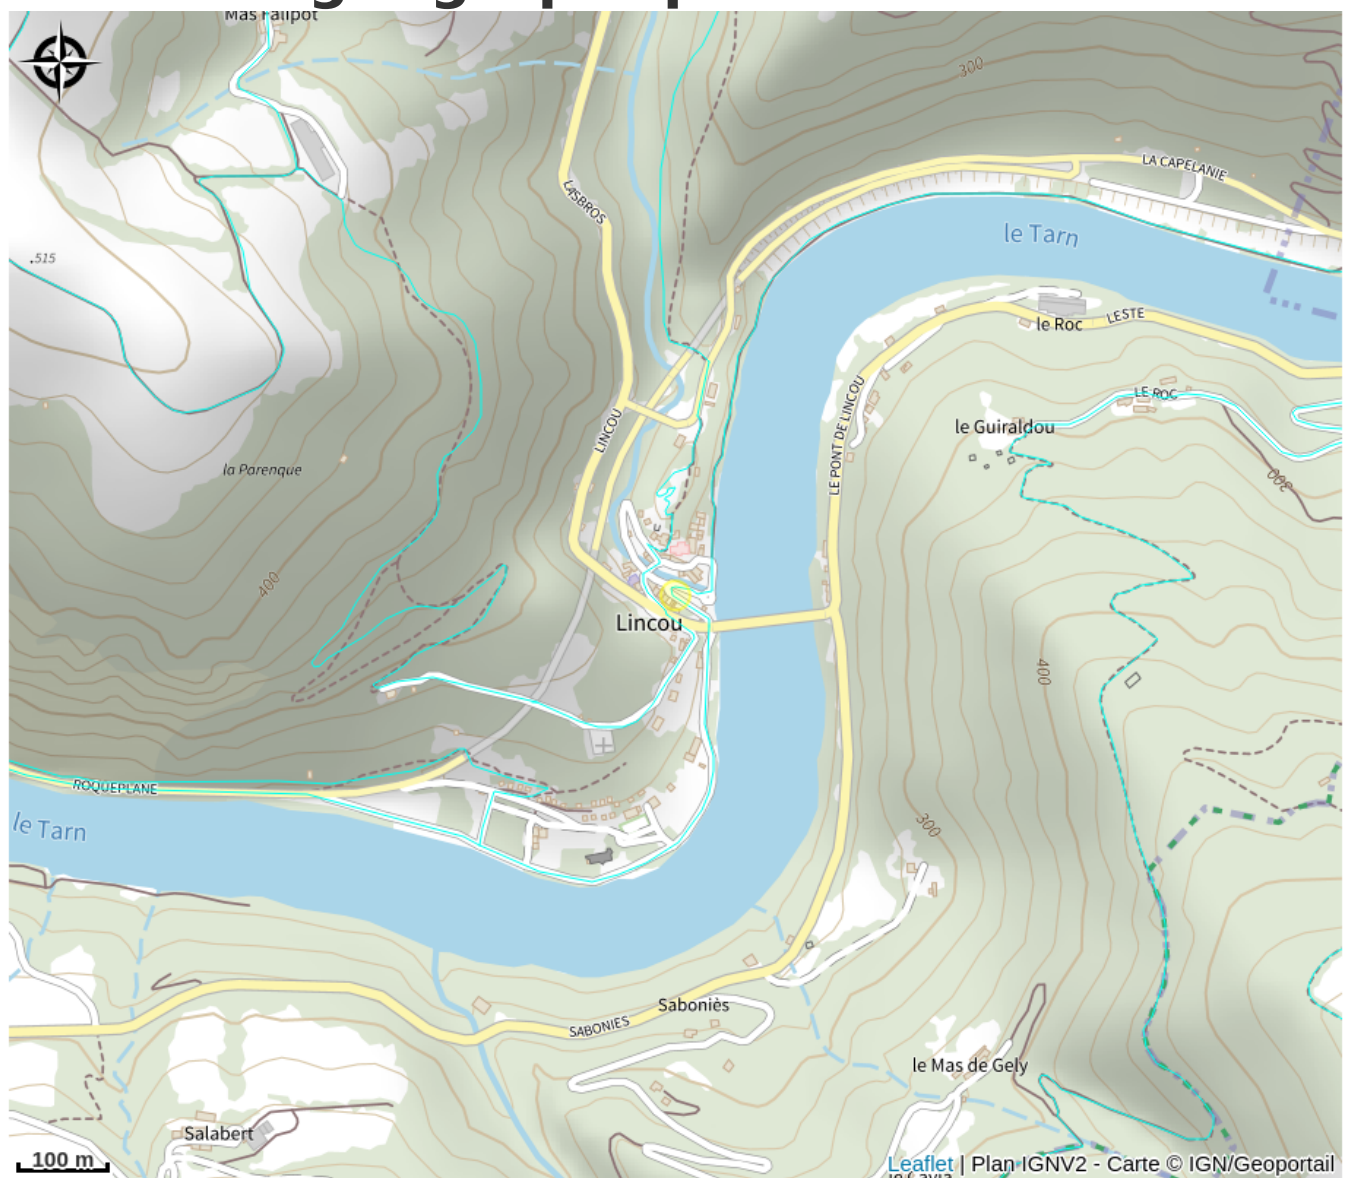 Mas Falipot
300
LA CAPELANIE
LASBROS
le Tarn
.515
le Roc
LESTE
LE ROC
LE PONT DE LINCOU
LINCOU
le Guiraldou
la Parenque
300
400
Lincou
400
ROQUEPLANE
le Tarn
300
Saboniès
SABONIES
le Mas de Gely
Salabert
100 m
Leaflet | Plan IGNV2 - Carte © IGN/Geoportail